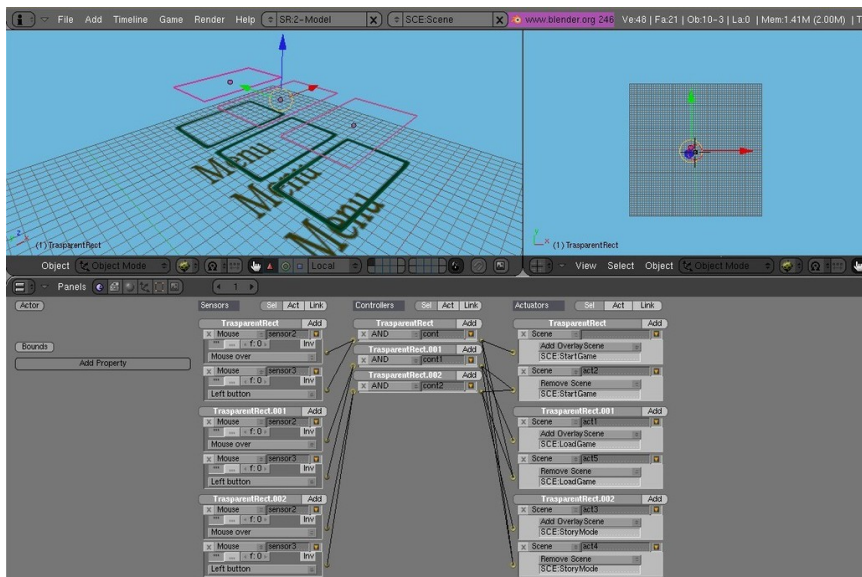 File Add Timeline Game Render Help SR:2-Model X SCE:Scene X www.blender.org 246 Ve:48 | Fa:21 | Ob:10-3 | La:0 | Mem:1.41M (2.00M) | T
Menu
Menu
Menu
z x
(1) TrasparentRect
y x
(1) TrasparentRect
Object Object Mode Local View Select Object Object Mode
Panels 1
Actor
Bounds
Add Property
Sensors Sel Act Link
TrasparentRect Add
X Mouse sensor2
f: 0 Inv
Mouse over
X Mouse sensor3
f: 0 Inv
Left button
TrasparentRect.001 Add
X Mouse sensor2
f: 0 Inv
Mouse over
X Mouse sensor3
f: 0 Inv
Left button
TrasparentRect.002 Add
X Mouse sensor2
f: 0 Inv
Mouse over
X Mouse sensor3
f: 0 Inv
Left button
Controllers Sel Act Link
TrasparentRect Add
X AND cont
TrasparentRect.001 Add
X AND cont1
TrasparentRect.002 Add
X AND cont2
Actuators Sel Act Link
TrasparentRect Add
X Scene
Add OverlayScene
SCE:StartGame
X Scene act2
Remove Scene
SCE:StartGame
TrasparentRect.001 Add
X Scene act1
Add OverlayScene
SCE:LoadGame
X Scene act5
Remove Scene
SCE:LoadGame
TrasparentRect.002 Add
X Scene act3
Add OverlayScene
SCE:StoryMode
X Scene act4
Remove Scene
SCE:StoryMode